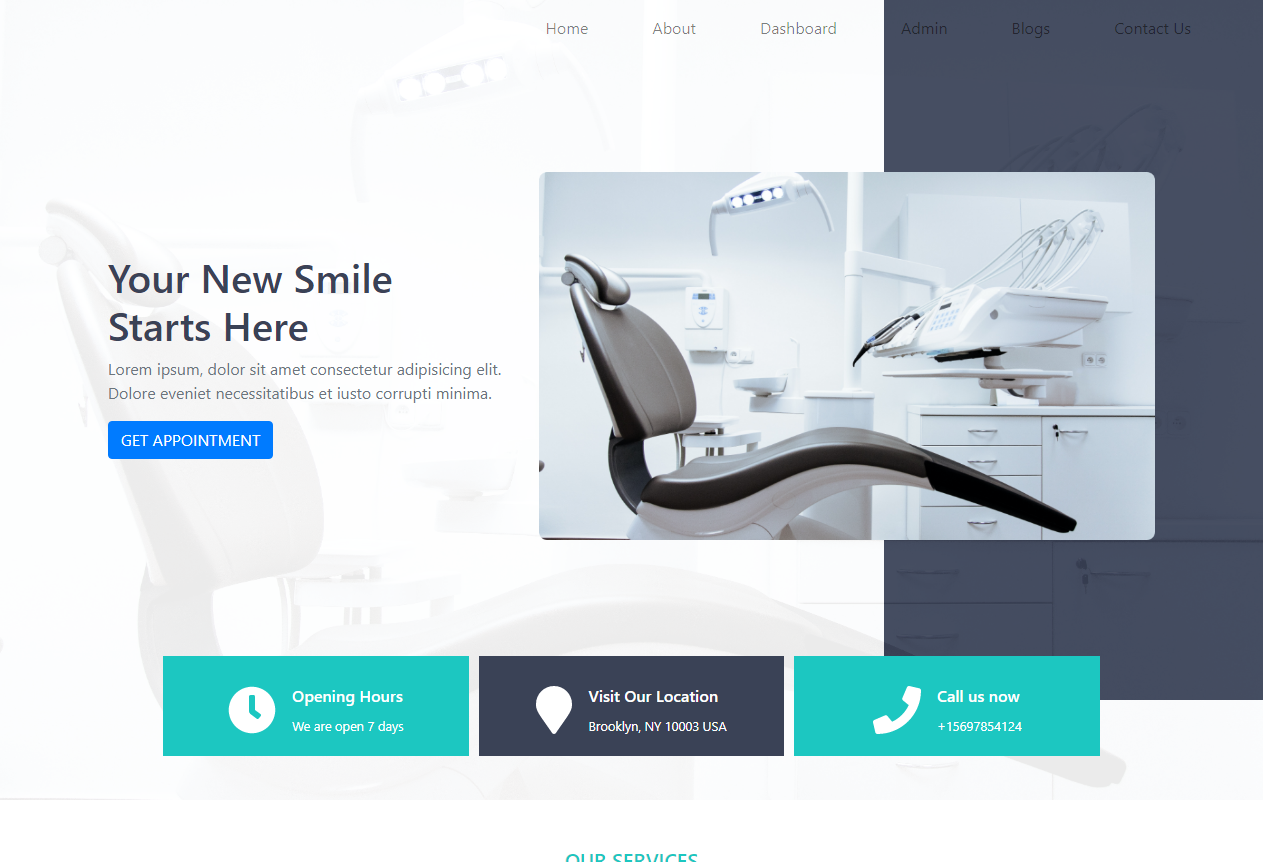 Home About Dashboard Admin Blogs Contact Us
Your New Smile
Starts Here
Lorem ipsum, dolor sit amet consectetur adipisicing elit.
Dolore eveniet necessitatibus et iusto corrupti minima.
GET APPOINTMENT
Opening Hours
We are open 7 days
Visit Our Location
Brooklyn, NY 10003 USA
Call us now
+15697854124
OUR SERVICES